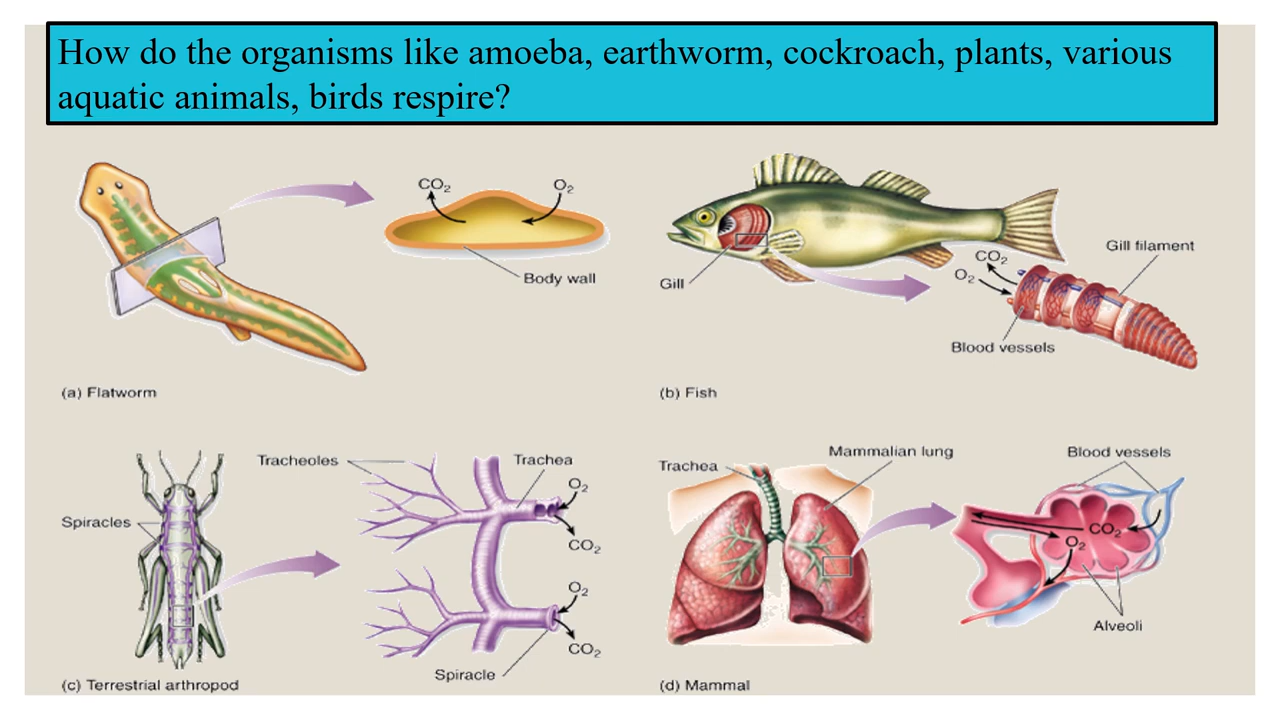 How do the organisms like amoeba, earthworm, cockroach, plants, various
aquatic animals, birds respire?
CO2
O2
Body wall
(a) Flatworm
Gill
CO2
O2
Gill filament
Blood vessels
(b) Fish
Spiracles
Tracheoles
Trachea
O2
CO2
O2
CO2
Spiracle
(c) Terrestrial arthropod
Trachea
Mammalian lung
Blood vessels
CO2
O2
Alveoli
(d) Mammal